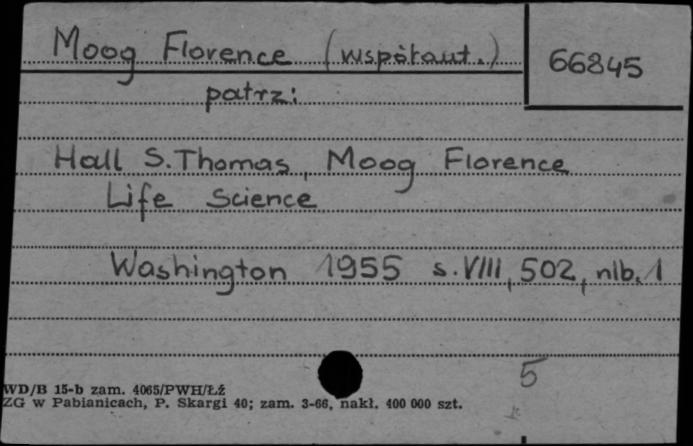 Moog Florence (współaut.) 66845
patrz:
Hall S. Thomas, Moog Florence
Life Science
Washington 1955 s. VIII, 502, nlb. 1
5
WD/B 15-b zam. 4065/PWH/ŁŻ
ZG w Pabianicach, P. Skargi 40; zam. 3-66, nakł. 400 000 szt.